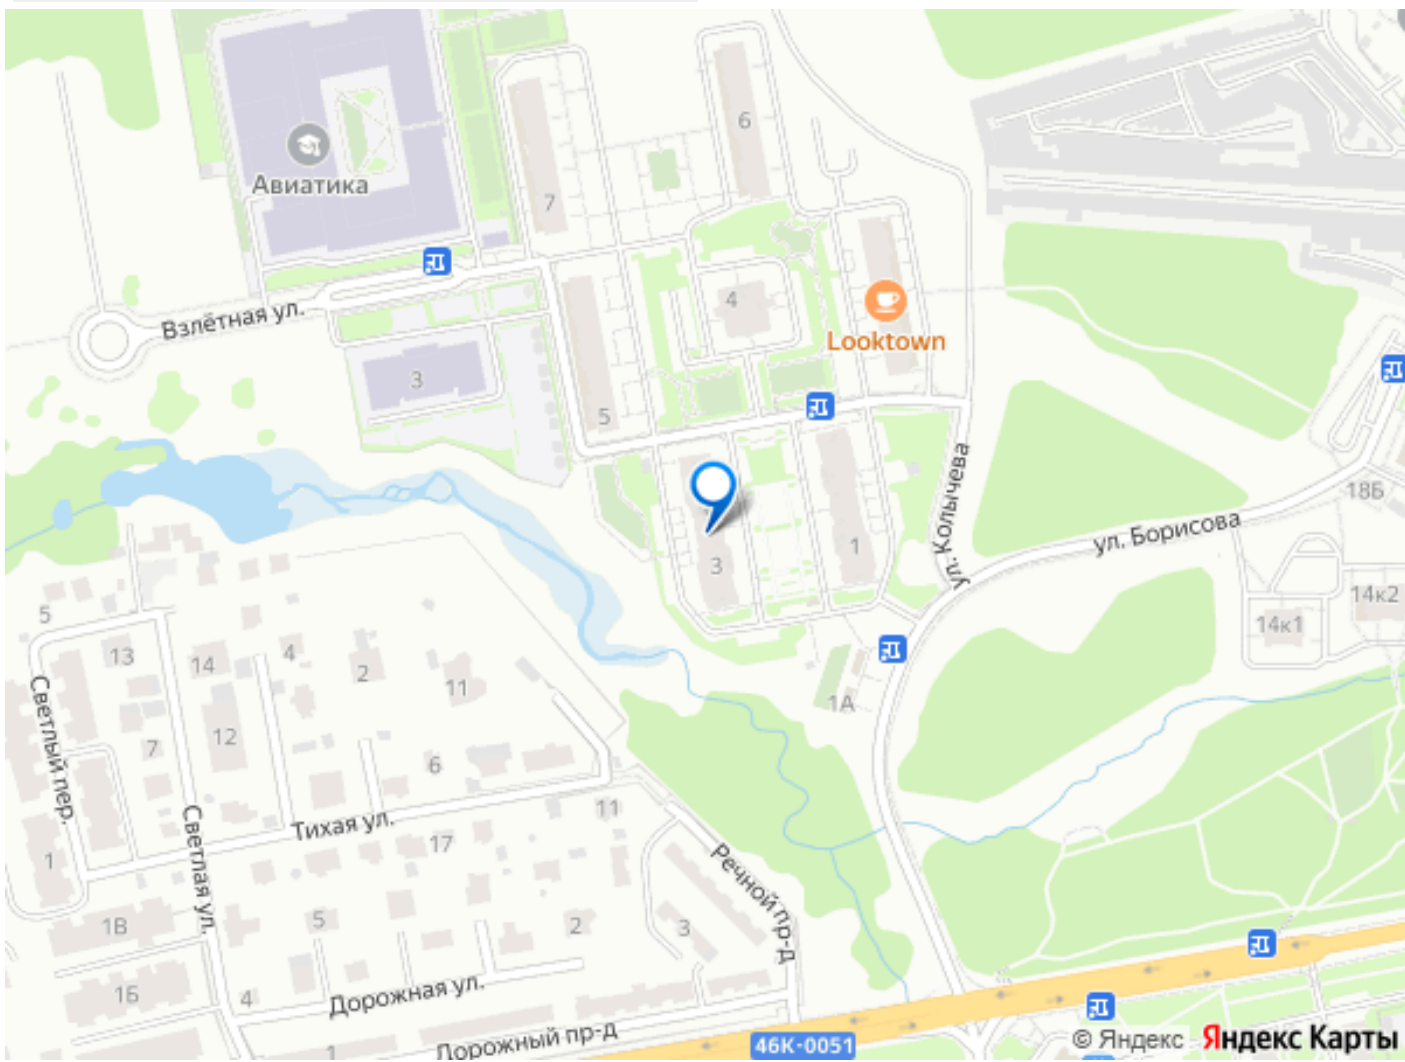 6
Авиатика
7
4
Взлётная ул.
Looktown
3
5
18Б
ул. Колычева
ул. Борисова
1
3
14к2
14к1
5
13
14
4
2
11
1А
Светлый пер.
7
12
6
11
Тихая ул.
17
1
Светлая ул.
Речной пр-д
1В
5
2
3
1Б
4
Дорожная ул.
1
Дорожный пр-д
46К-0051
© Яндекс Яндекс Карты